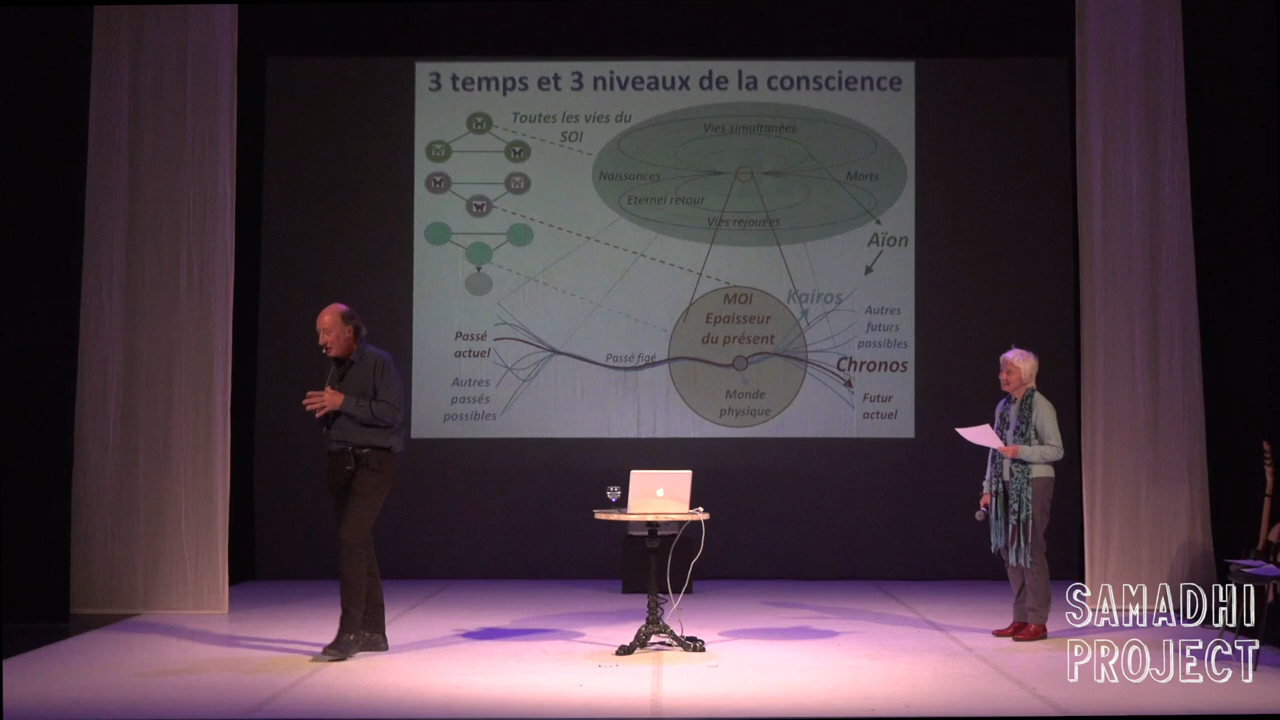 3 temps et 3 niveaux de la conscience
Toutes les vies du
SOI
Vies simultanées
Naissances
Morts
Eternel retour
Vies rejouées
Aïon
Kairos
MOI
Epaisseur
du présent
Autres
futurs
possibles
Passé
actuel
Passé figé
Chronos
Autres
passés
possibles
Monde
physique
Futur
actuel
SAMADHI
PROJECT